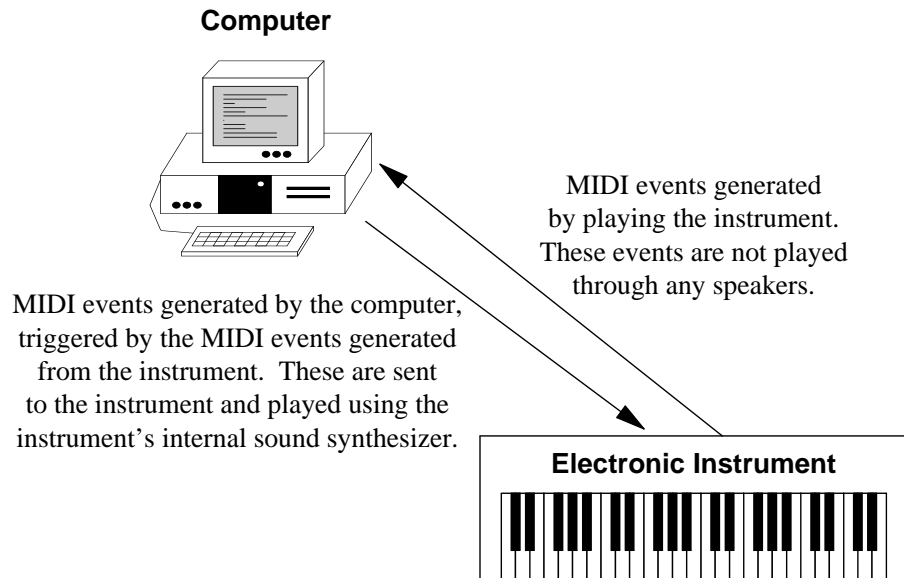 Computer
MIDI events generated
by playing the instrument.
These events are not played
through any speakers.
MIDI events generated by the computer,
triggered by the MIDI events generated
from the instrument.  These are sent
to the instrument and played using the
instrument's internal sound synthesizer.
Electronic Instrument